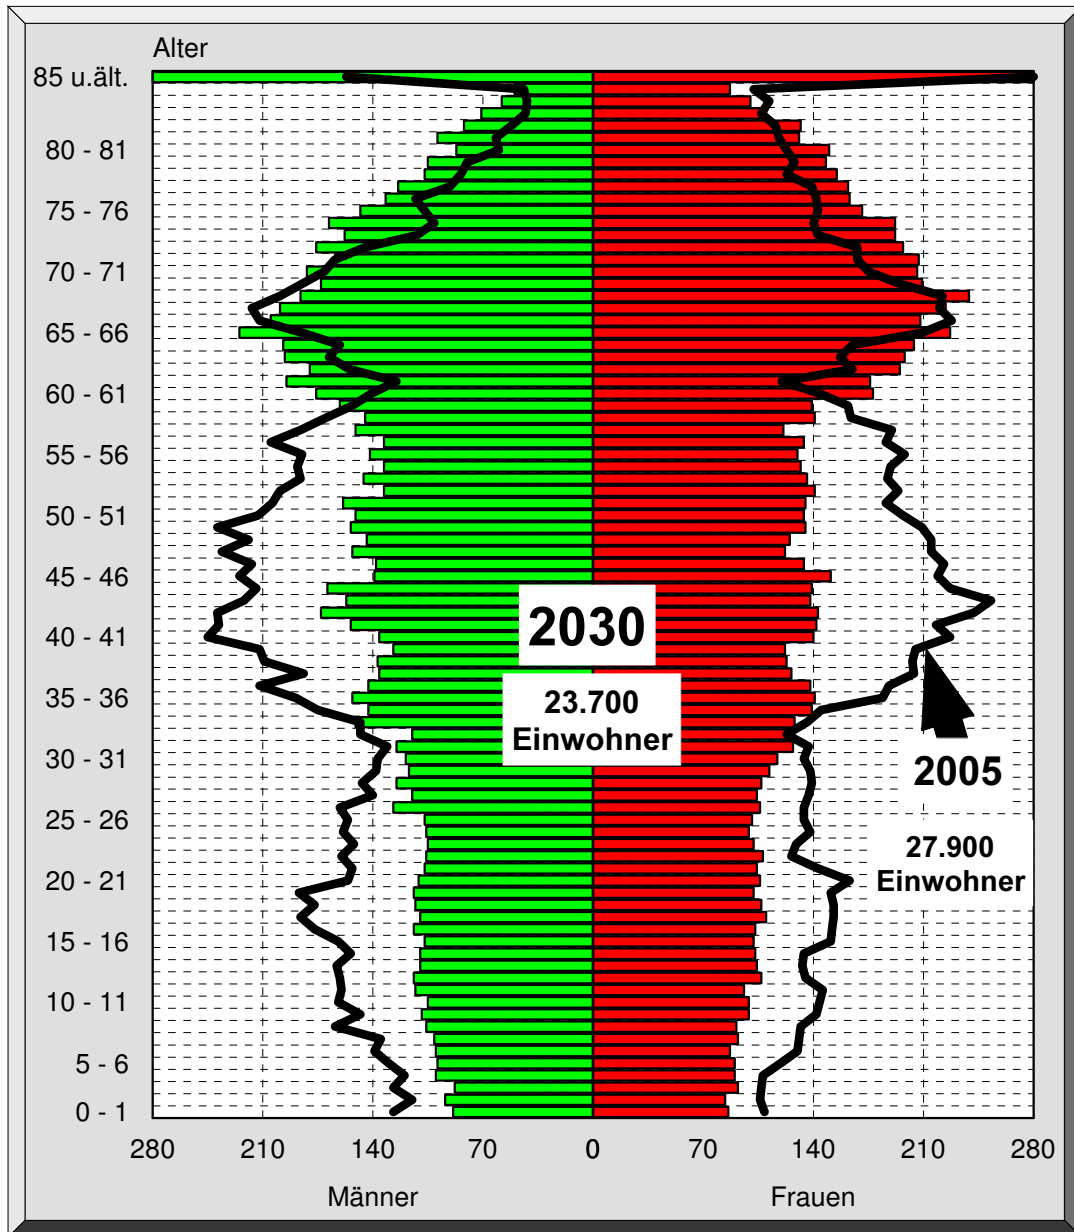 Alter
85 u.ält.
80 - 81
75 - 76
70 - 71
65 - 66
60 - 61
55 - 56
50 - 51
45 - 46
40 - 41
35 - 36
30 - 31
25 - 26
20 - 21
15 - 16
10 - 11
5 - 6
0 - 1
2030
23.700
Einwohner
2005
27.900
Einwohner
280 210 140 70 0 70 140 210 280
Männer Frauen